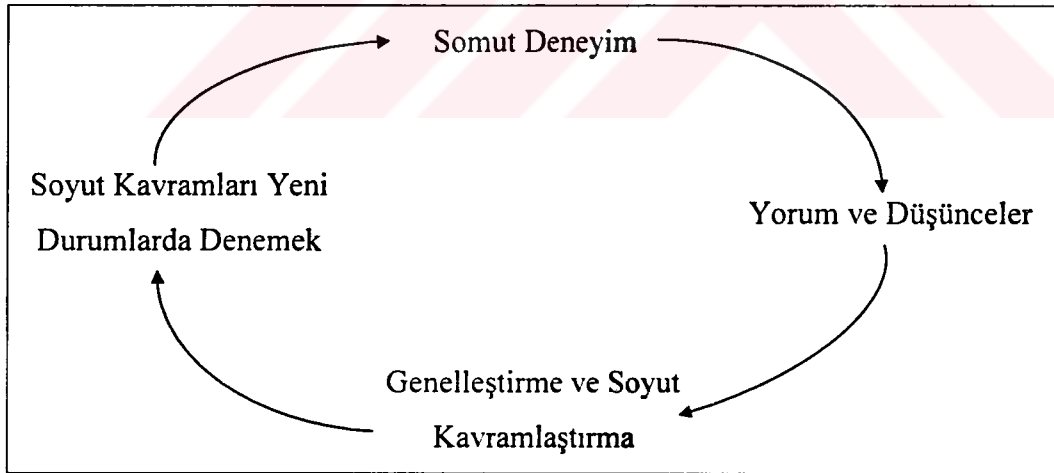 Somut Deneyim
Yorum ve Düşünceler
Genelleştirme ve Soyut
Kavramlaştırma
Soyut Kavramları Yeni
Durumlarda Denemek